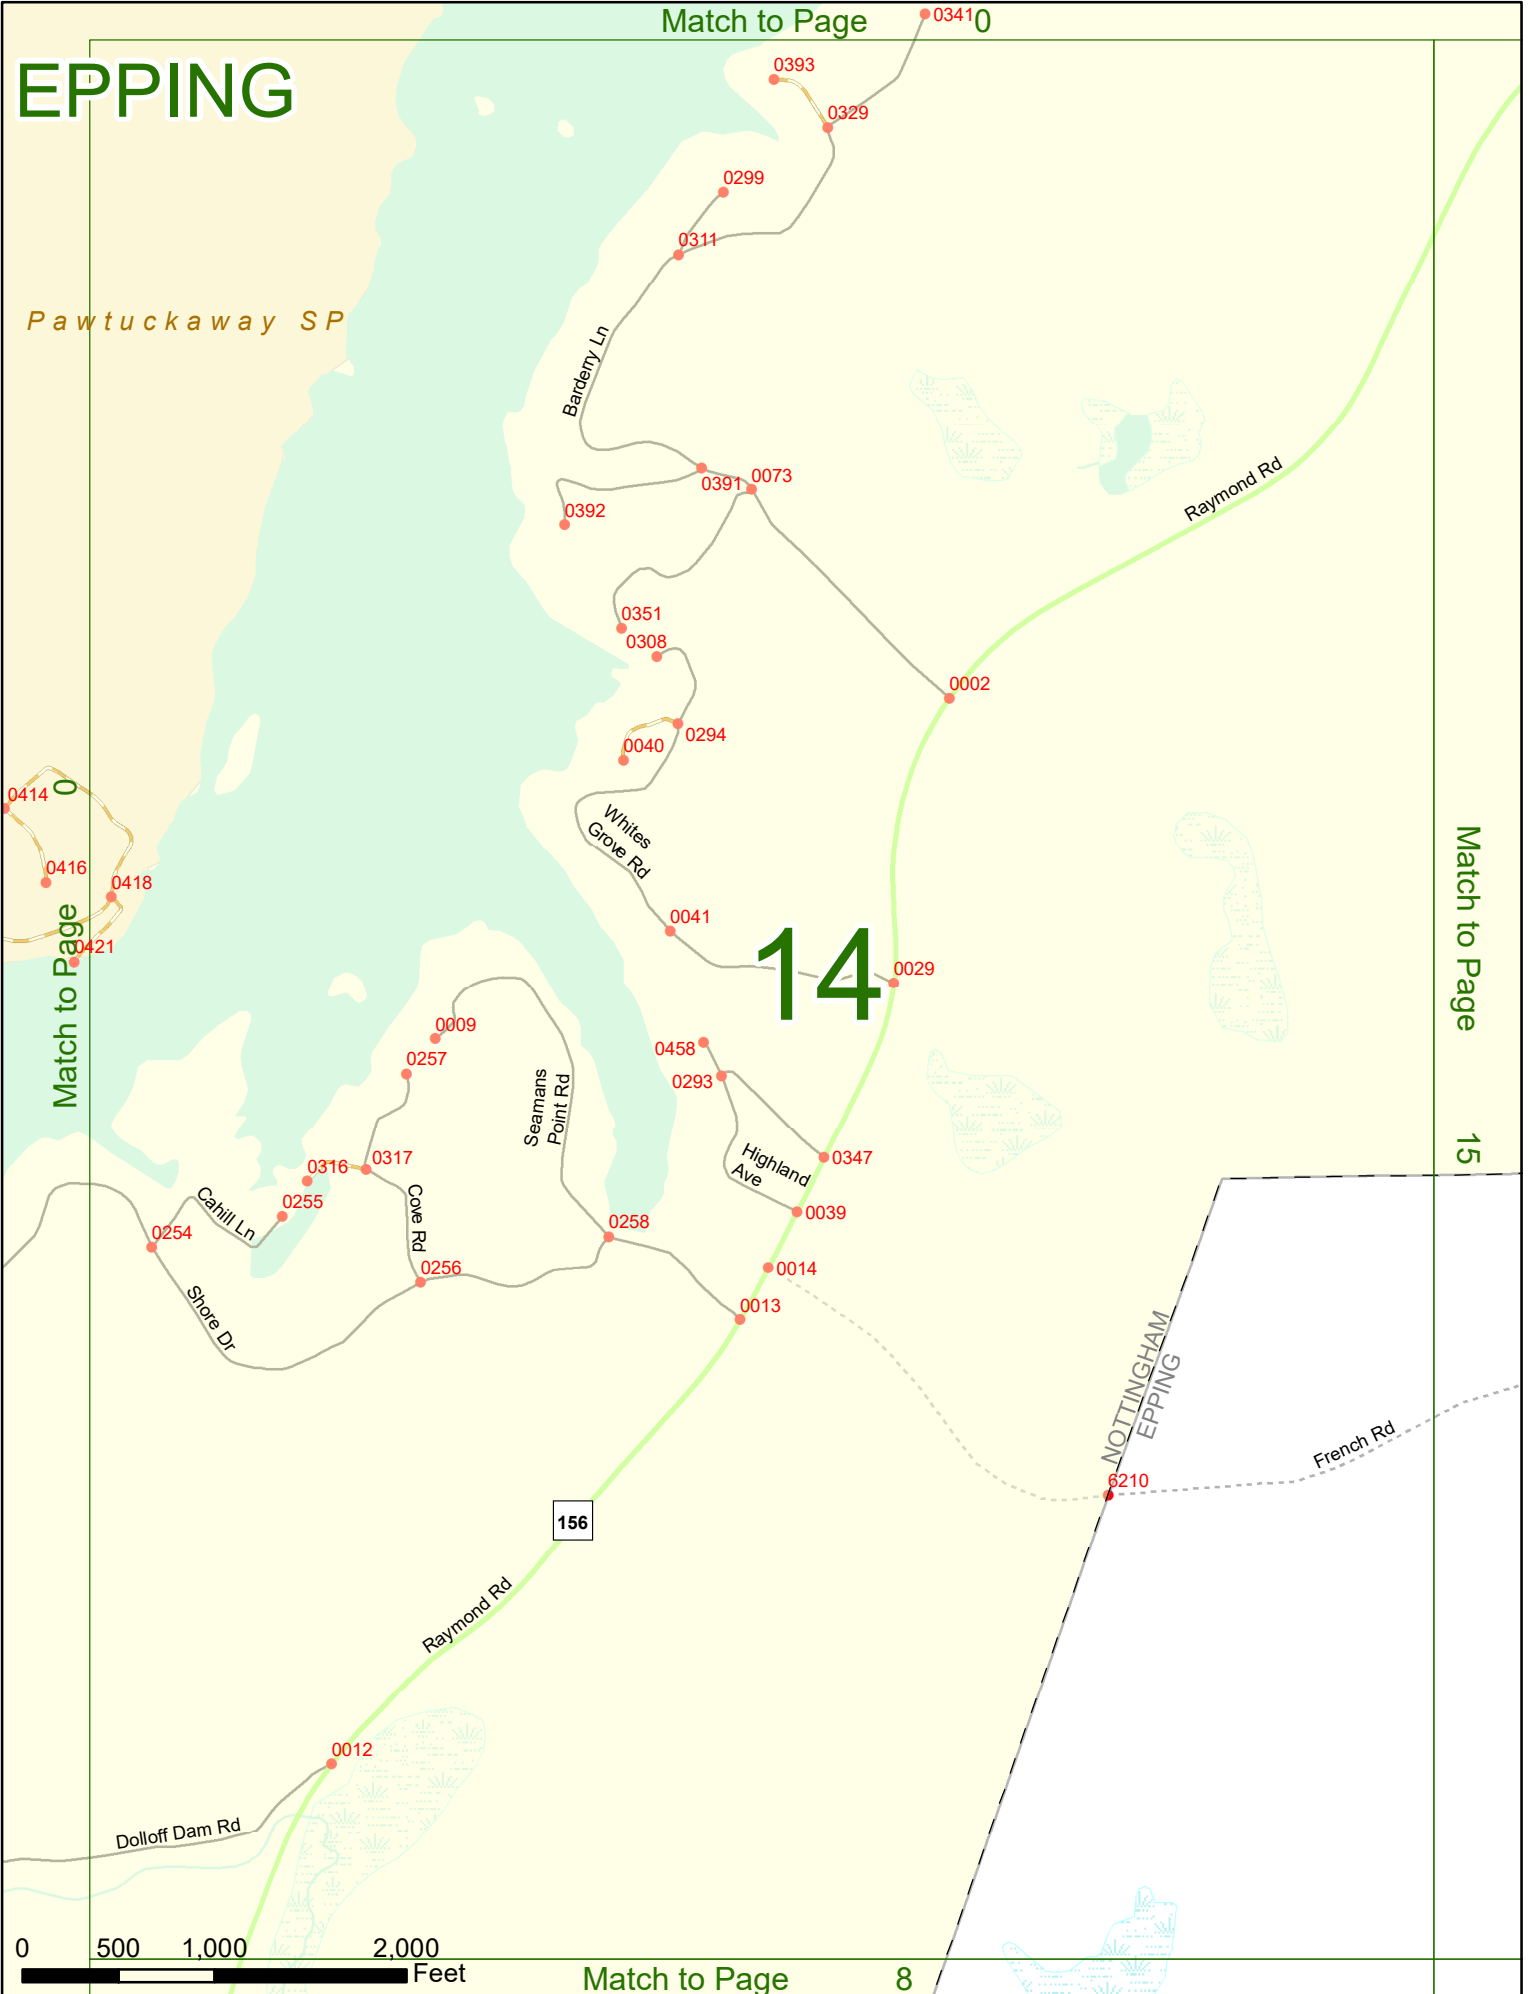 Match to Page 0
0341
EPPING
0393
0329
0299
0311
Pawtuckaway SP
Barderry Ln
Raymond Rd
0391
0073
0392
0351
0308
0002
0294
0040
0414
0416
0418
0421
Match to Page 0
Whites
Grove Rd
0041
14
0029
Match to Page 15
0009
0257
0458
0293
Seamans
Point Rd
0347
Highland
Ave
0039
0317
0316
0255
Cahill Ln
0254
Cove Rd
0258
0256
0014
0013
Shore Dr
NOTTINGHAM
EPPING
French Rd
6210
156
Raymond Rd
0012
Dolloff Dam Rd
0 500 1,000 2,000
Feet
Match to Page 8